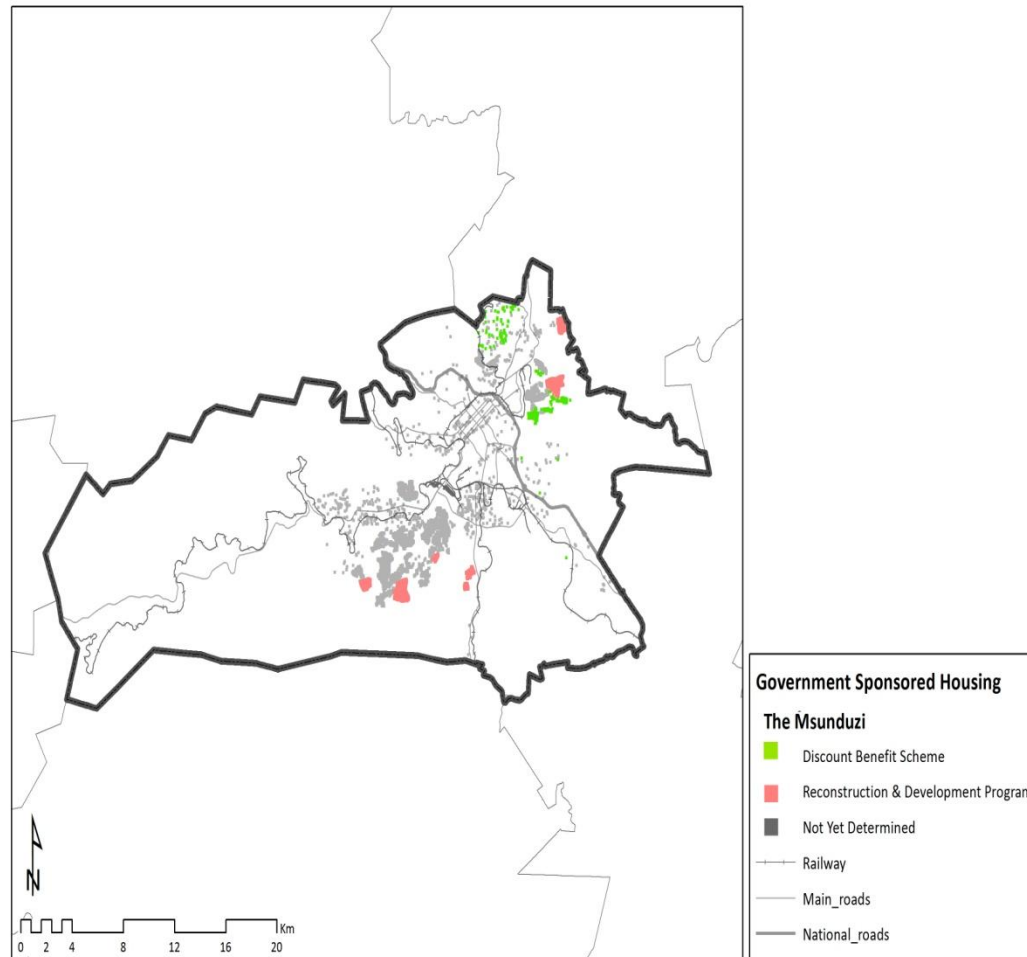 Government Sponsored Housing
The Msunduzi
Discount Benefit Scheme
Reconstruction & Development Program
Not Yet Determined
Railway
Main_roads
National_roads
N
Km
0 2 4 8 12 16 20